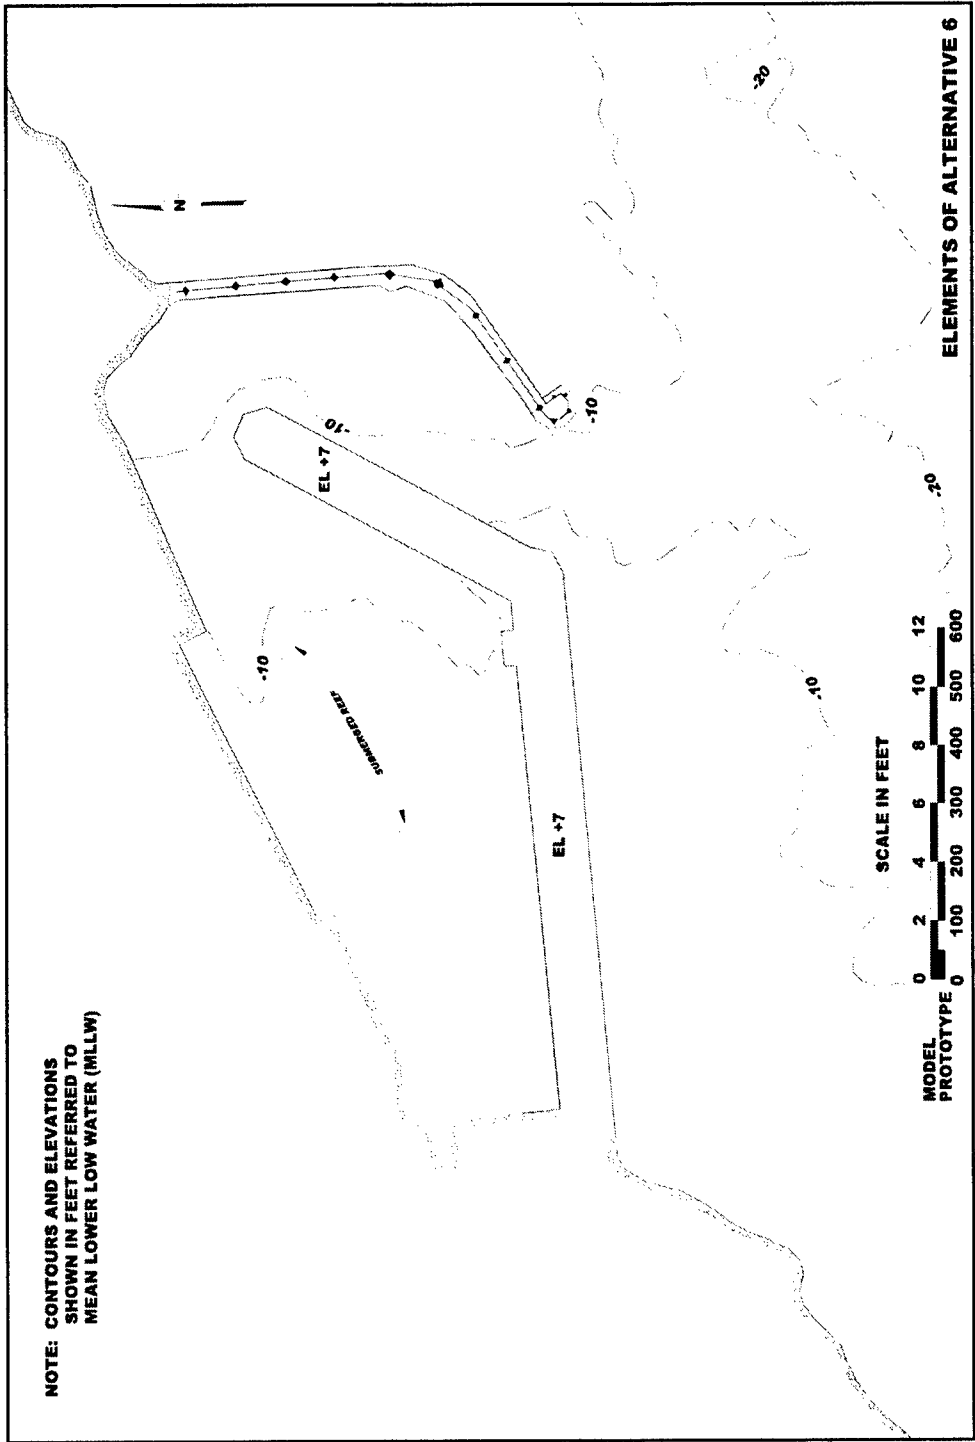 NOTE: CONTOURS AND ELEVATIONS
SHOWN IN FEET REFERRED TO
MEAN LOWER LOW WATER (MLLW)
N
-10
EL +7
-10
SUBMERGED REEF
-10
EL +7
-20
-20
-10
SCALE IN FEET
MODEL 0 2 4 6 8 10 12
PROTOTYPE 0 100 200 300 400 500 600
ELEMENTS OF ALTERNATIVE 6